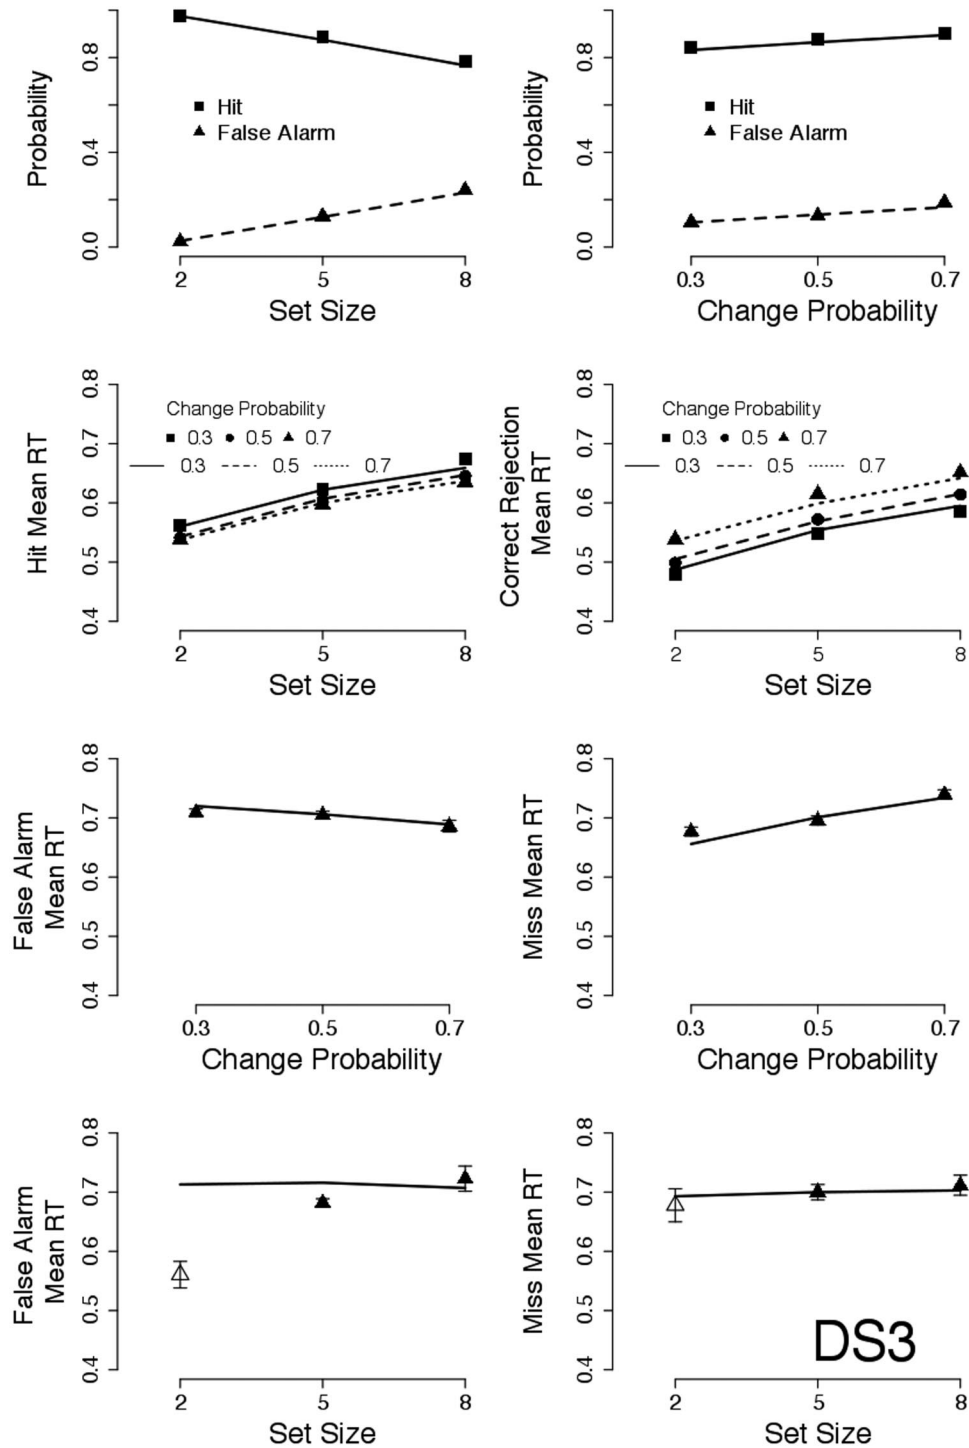 Probability
0.0 0.4 0.8
Hit
False Alarm
2 5 8
Set Size
Probability
0.0 0.4 0.8
Hit
False Alarm
0.3 0.5 0.7
Change Probability
Hit Mean RT
0.4 0.5 0.6 0.7 0.8
Change Probability
0.3 0.5 0.7
0.3 0.5 0.7
2 5 8
Set Size
Correct Rejection
Mean RT
0.4 0.5 0.6 0.7 0.8
Change Probability
0.3 0.5 0.7
0.3 0.5 0.7
2 5 8
Set Size
False Alarm
Mean RT
0.4 0.5 0.6 0.7 0.8
0.3 0.5 0.7
Change Probability
Miss Mean RT
0.4 0.5 0.6 0.7 0.8
0.3 0.5 0.7
Change Probability
False Alarm
Mean RT
0.4 0.5 0.6 0.7 0.8
2 5 8
Set Size
Miss Mean RT
0.4 0.5 0.6 0.7 0.8
DS3
2 5 8
Set Size